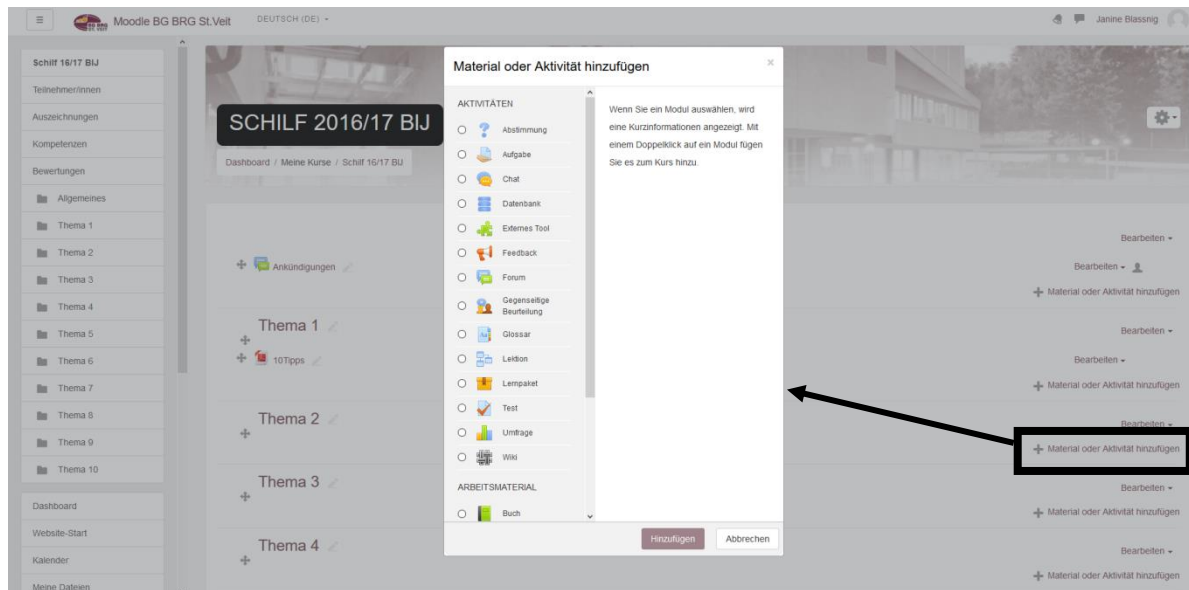 Moodle BG BRG St.Veit
DEUTSCH (DE)
Janine Blassnig
Schilf 16/17 BIJ
Teilnehmer/innen
Auszeichnungen
Kompetenzen
Bewertungen
Allgemeines
Thema 1
Thema 2
Thema 3
Thema 4
Thema 5
Thema 6
Thema 7
Thema 8
Thema 9
Thema 10
Dashboard
Website-Start
Kalender
Meine Dateien
SCHILF 2016/17 BIJ
Dashboard / Meine Kurse / Schilf 16/17 BIJ
Bearbeiten
Ankündigungen
Bearbeiten
Material oder Aktivität hinzufügen
Thema 1
Bearbeiten
10Tipps
Bearbeiten
Material oder Aktivität hinzufügen
Thema 2
Bearbeiten
Material oder Aktivität hinzufügen
Thema 3
Bearbeiten
Material oder Aktivität hinzufügen
Thema 4
Bearbeiten
Material oder Aktivität hinzufügen
Material oder Aktivität hinzufügen
×
AKTIVITÄTEN
Abstimmung
Aufgabe
Chat
Datenbank
Externes Tool
Feedback
Forum
Gegenseitige
Beurteilung
Glossar
Lektion
Lernpaket
Test
Umfrage
Wiki
ARBEITSMATERIAL
Buch
Wenn Sie ein Modul auswählen, wird
eine Kurzinformationen angezeigt. Mit
einem Doppelklick auf ein Modul fügen
Sie es zum Kurs hinzu.
Hinzufügen
Abbrechen